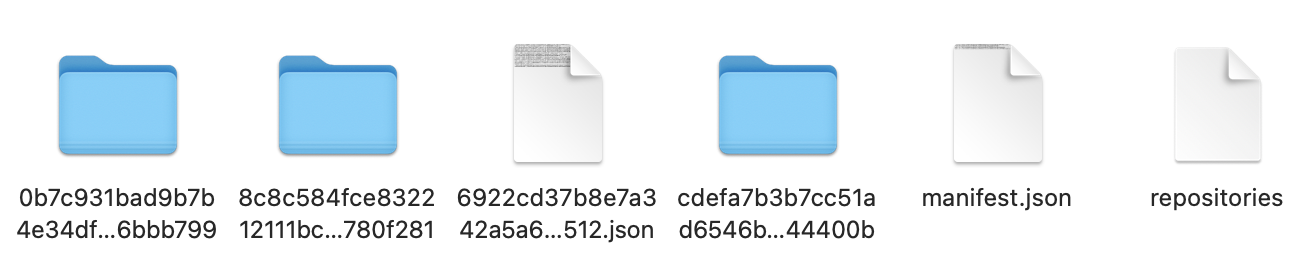 0b7c931bad9b7b
4e34df...6bbb799
8c8c584fce8322
12111bc...780f281
6922cd37b8e7a3
42a5a6...512.json
cdefa7b3b7cc51a
d6546b...44400b
manifest.json
repositories